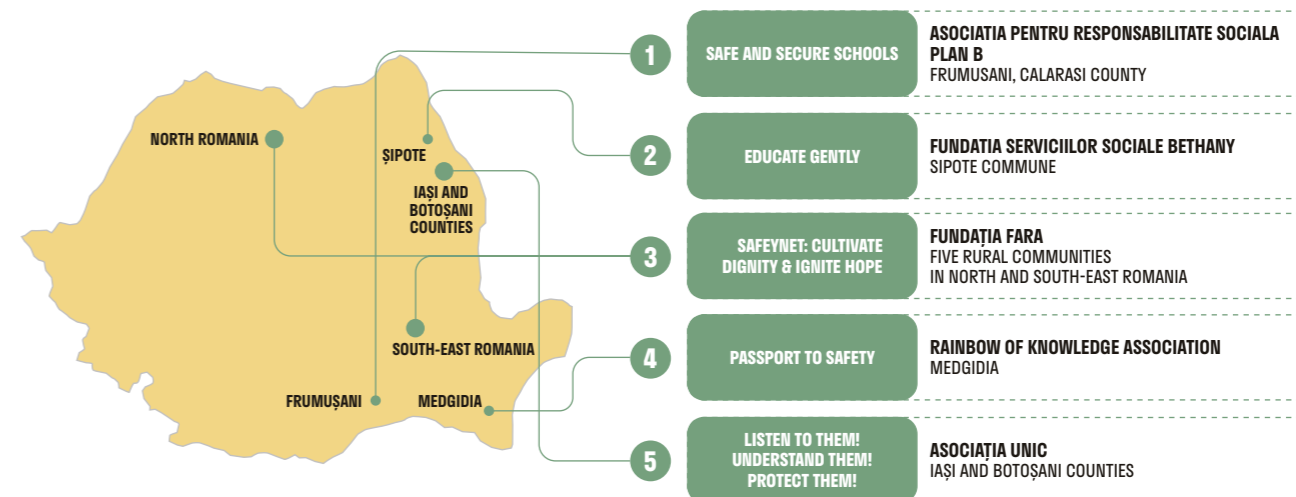 NORTH ROMANIA
ȘIPOTE
IAȘI AND
BOTOȘANI
COUNTIES
SOUTH-EAST ROMANIA
FRUMUȘANI
MEDGIDIA
1
SAFE AND SECURE SCHOOLS
ASOCIATIA PENTRU RESPONSABILITATE SOCIALA
PLAN B
FRUMUSANI, CALARASI COUNTY
2
EDUCATE GENTLY
FUNDATIA SERVICIILOR SOCIALE BETHANY
SIPOTE COMMUNE
3
SAFEYNET: CULTIVATE
DIGNITY & IGNITE HOPE
FUNDAȚIA FARA
FIVE RURAL COMMUNITIES
IN NORTH AND SOUTH-EAST ROMANIA
4
PASSPORT TO SAFETY
RAINBOW OF KNOWLEDGE ASSOCIATION
MEDGIDIA
5
LISTEN TO THEM!
UNDERSTAND THEM!
PROTECT THEM!
ASOCIAȚIA UNIC
IAȘI AND BOTOȘANI COUNTIES